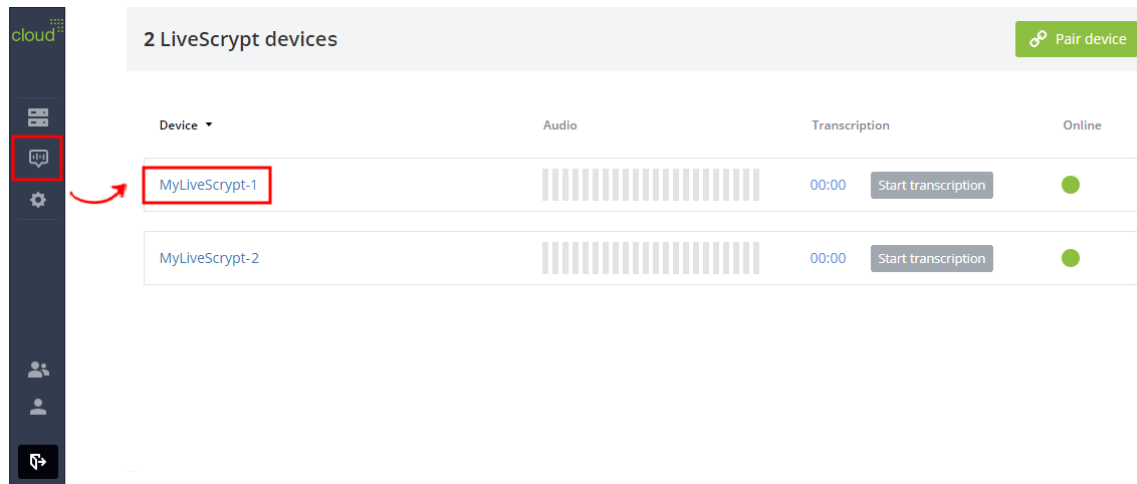 cloud
2 LiveScrypt devices
Pair device
Device Audio Transcription Online
MyLiveScrypt-1 00:00 Start transcription
MyLiveScrypt-2 00:00 Start transcription